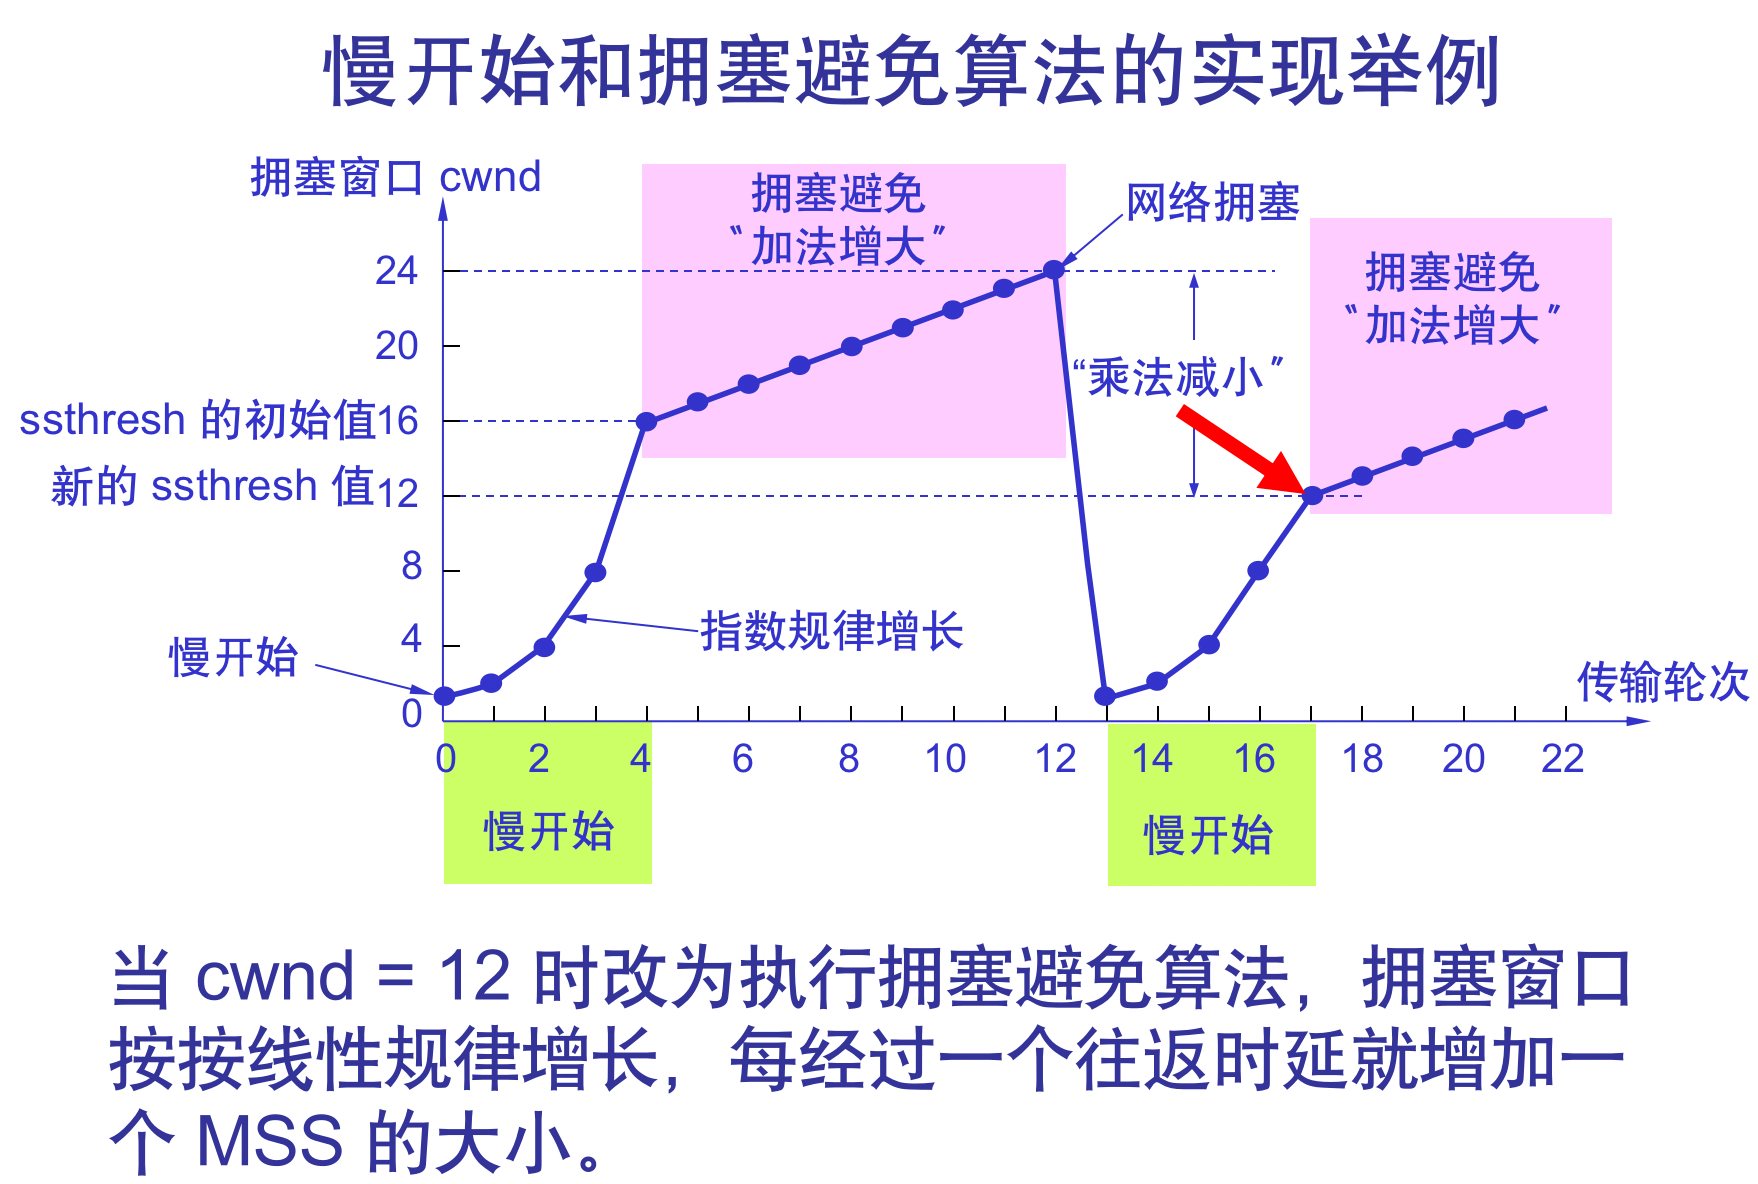 慢开始和拥塞避免算法的实现举例
拥塞窗口 cwnd
拥塞避免
“加法增大”
网络拥塞
拥塞避免
“加法增大”
24
20
“乘法减小”
ssthresh 的初始值 16
新的 ssthresh 值 12
8
4
0
指数规律增长
慢开始
传输轮次
0 2 4 6 8 10 12 14 16 18 20 22
慢开始
慢开始
当 cwnd = 12 时改为执行拥塞避免算法，拥塞窗口
按按线性规律增长，每经过一个往返时延就增加一
个 MSS 的大小。